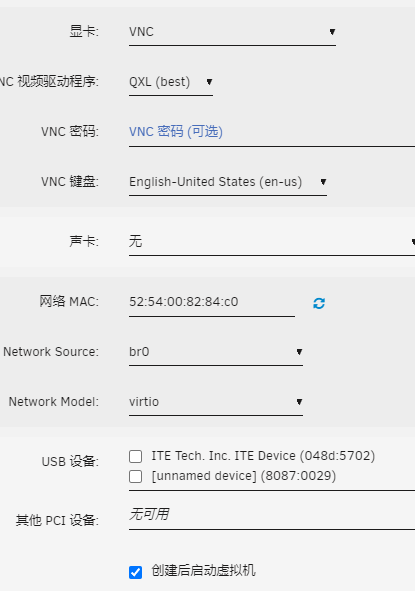 显卡: VNC
NC 视频驱动程序: QXL (best)
VNC 密码: VNC 密码 (可选)
VNC 键盘: English-United States (en-us)
声卡: 无
网络 MAC: 52:54:00:82:84:c0
Network Source: br0
Network Model: virtio
USB 设备: ITE Tech. Inc. ITE Device (048d:5702)
[unnamed device] (8087:0029)
其他 PCI 设备: 无可用
创建后启动虚拟机